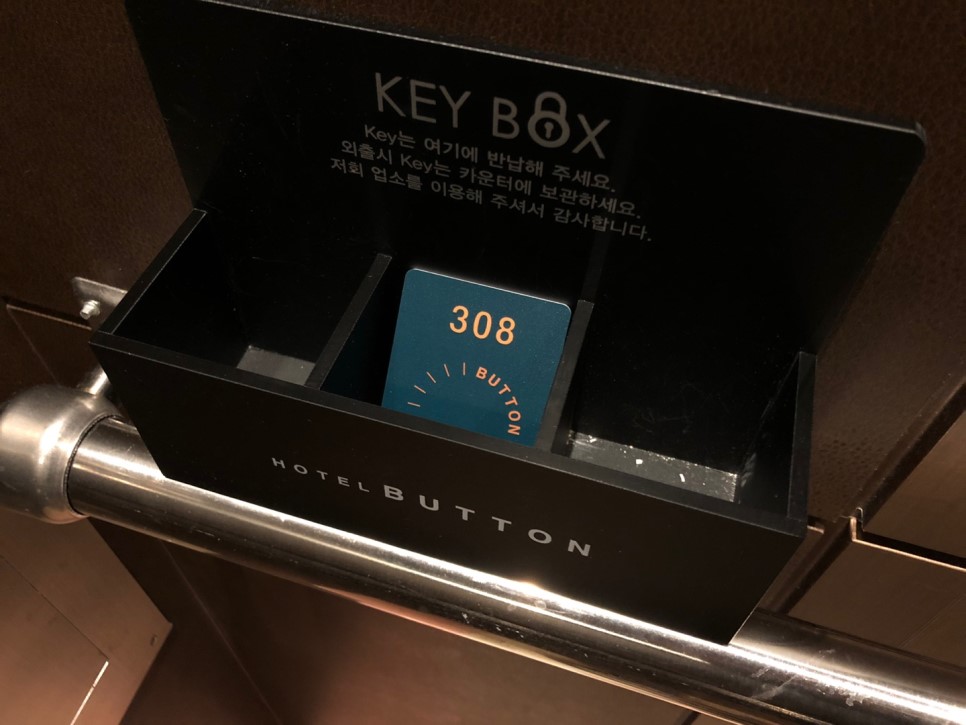 KEY BOX
Key는 여기에 반납해 주세요.
외출시 Key는 카운터에 보관하세요.
저희 업소를 이용해 주셔서 감사합니다.
308
BUTTON
HOTEL BUTTON